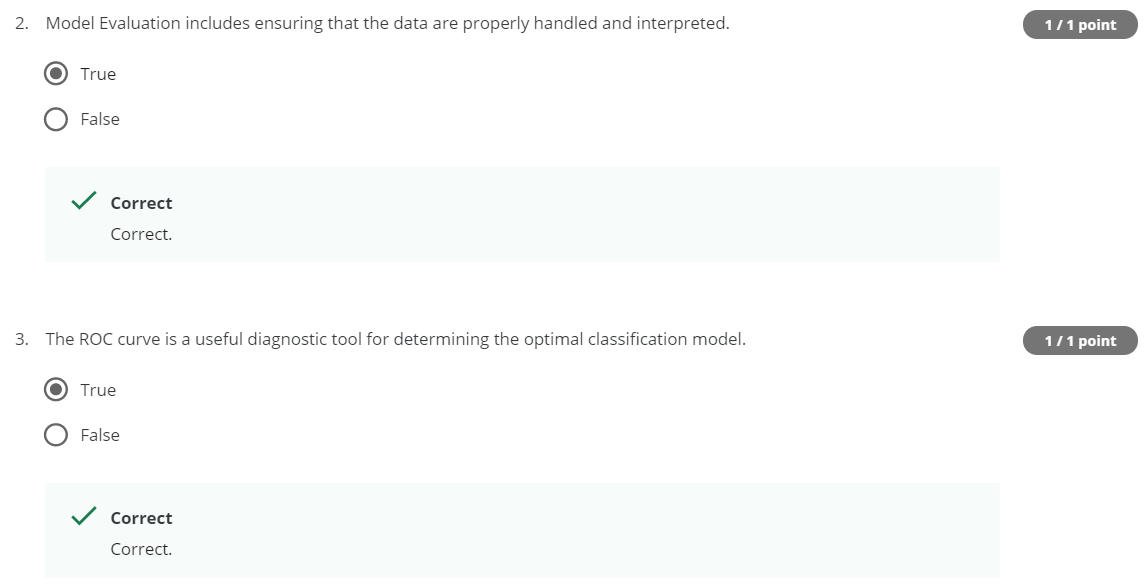 2. Model Evaluation includes ensuring that the data are properly handled and interpreted.
1 / 1 point
True
False
Correct
Correct.
3. The ROC curve is a useful diagnostic tool for determining the optimal classification model.
1 / 1 point
True
False
Correct
Correct.